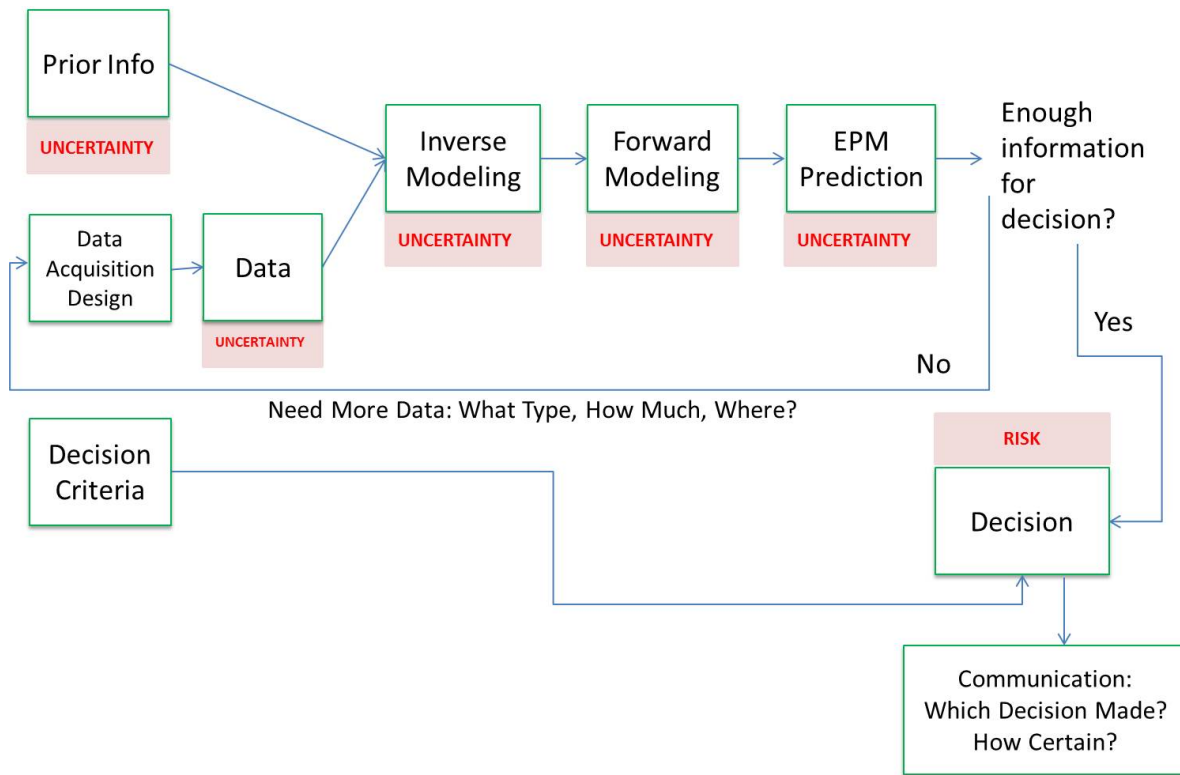 Prior Info
UNCERTAINTY
Data
Acquisition
Design
Data
UNCERTAINTY
Inverse
Modeling
UNCERTAINTY
Forward
Modeling
UNCERTAINTY
EPM
Prediction
UNCERTAINTY
Enough
information
for
decision?
Yes
No
Need More Data: What Type, How Much, Where?
Decision
Criteria
RISK
Decision
Communication:
Which Decision Made?
How Certain?